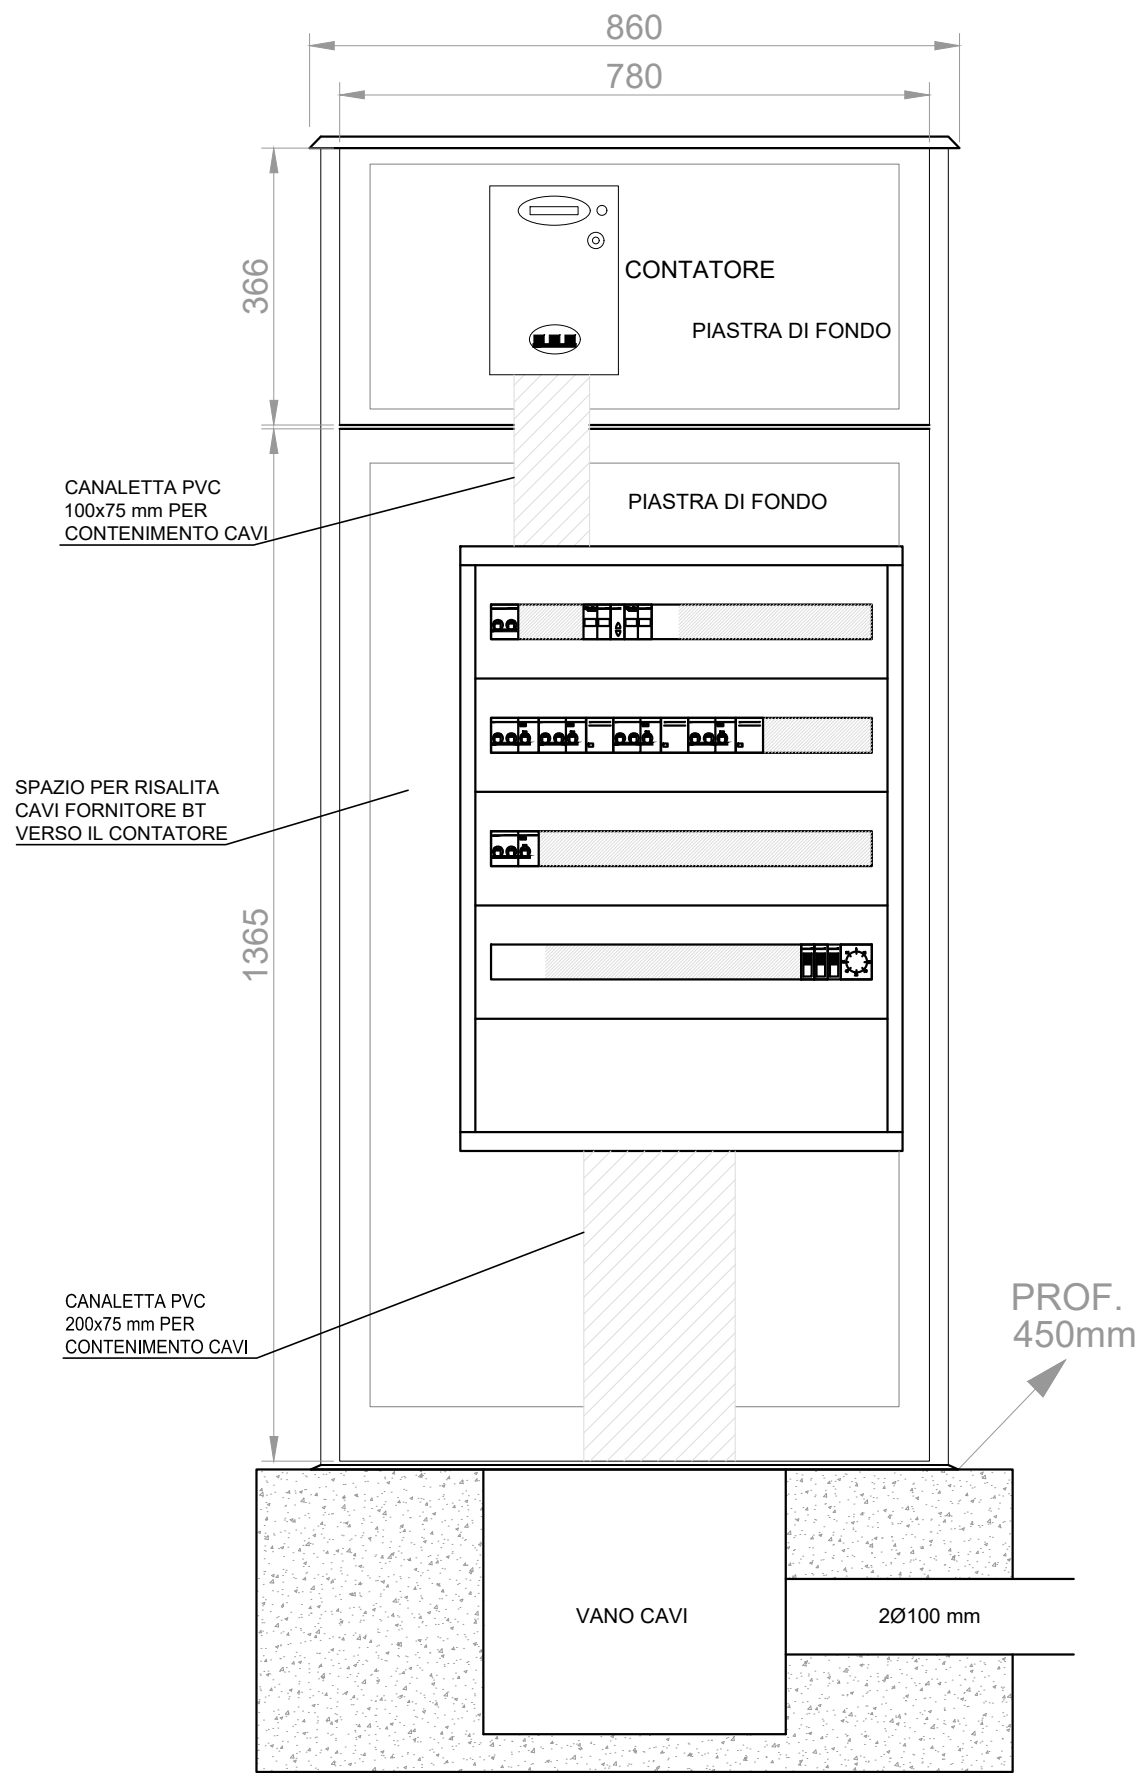 860
780
366
CONTATORE
PIASTRA DI FONDO
CANALETTA PVC
100x75 mm PER
CONTENIMENTO CAVI
PIASTRA DI FONDO
SPAZIO PER RISALITA
CAVI FORNITORE BT
VERSO IL CONTATORE
1365
CANALETTA PVC
200x75 mm PER
CONTENIMENTO CAVI
PROF.
450mm
VANO CAVI
2Ø100 mm